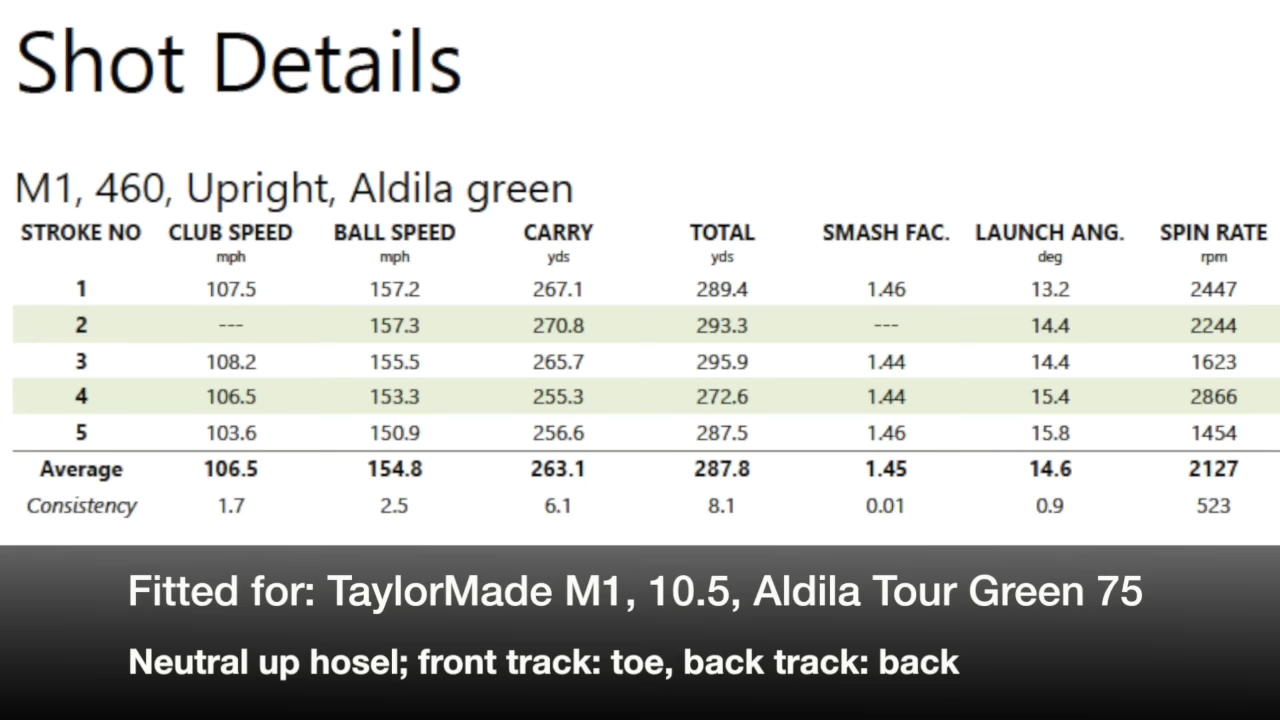 Shot Details
M1, 460, Upright, Aldila green
STROKE NO CLUB SPEED BALL SPEED CARRY TOTAL SMASH FAC. LAUNCH ANG. SPIN RATE
mph mph yds yds deg rpm
1 107.5 157.2 267.1 289.4 1.46 13.2 2447
2 --- 157.3 270.8 293.3 --- 14.4 2244
3 108.2 155.5 265.7 295.9 1.44 14.4 1623
4 106.5 153.3 255.3 272.6 1.44 15.4 2866
5 103.6 150.9 256.6 287.5 1.46 15.8 1454
Average 106.5 154.8 263.1 287.8 1.45 14.6 2127
Consistency 1.7 2.5 6.1 8.1 0.01 0.9 523
Fitted for: TaylorMade M1, 10.5, Aldila Tour Green 75
Neutral up hosel; front track: toe, back track: back